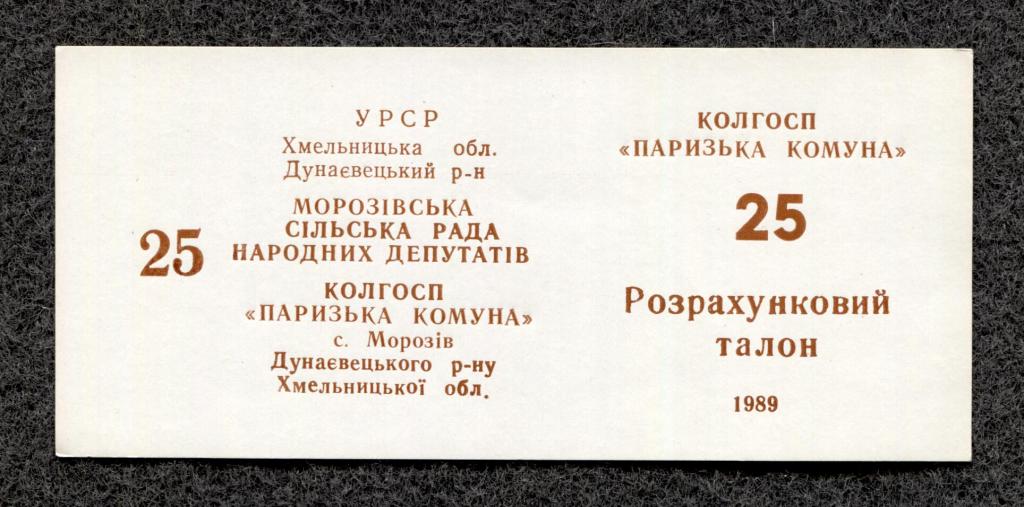 УРСР
Хмельницька обл.
Дунаєвецький р-н
МОРОЗІВСЬКА
СІЛЬСЬКА РАДА
НАРОДНИХ ДЕПУТАТІВ
25
КОЛГОСП
«ПАРИЗЬКА КОМУНА»
с. Морозів
Дунаєвецького р-ну
Хмельницької обл.
КОЛГОСП
«ПАРИЗЬКА КОМУНА»
25
Розрахунковий
талон
1989